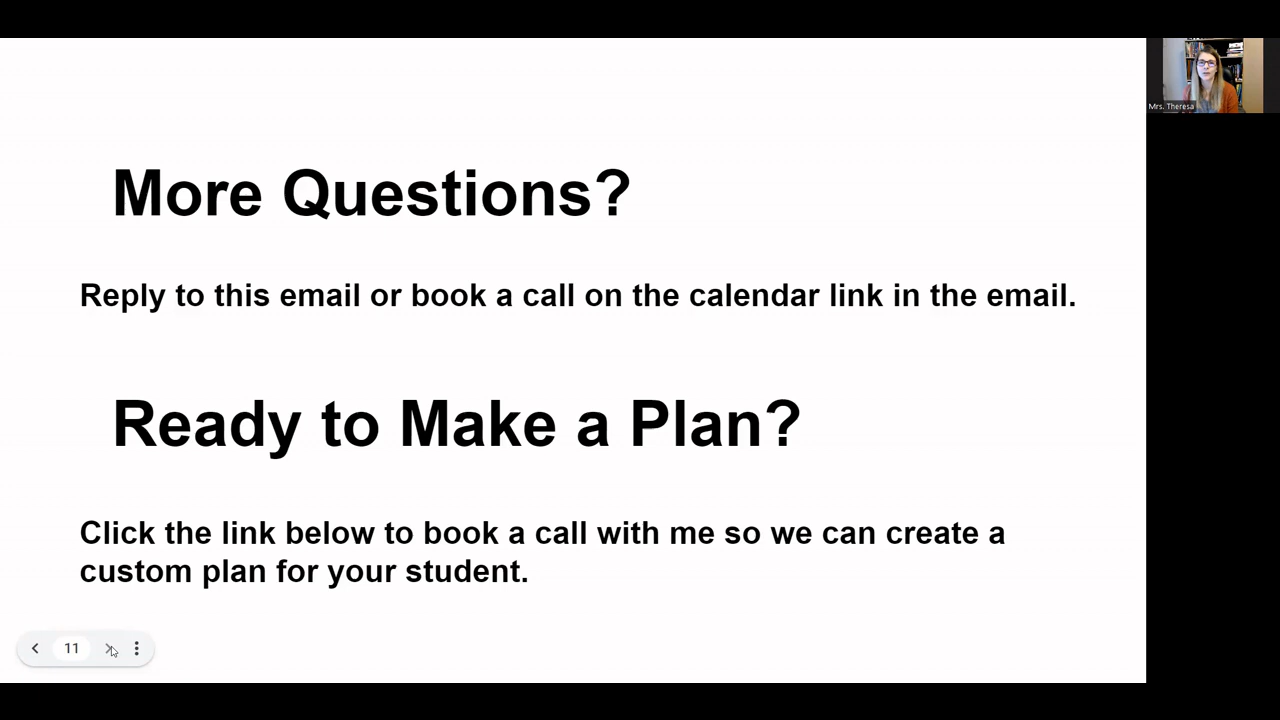 More Questions?
Reply to this email or book a call on the calendar link in the email.
Ready to Make a Plan?
Click the link below to book a call with me so we can create a
custom plan for your student.
11
Mrs. Theresa